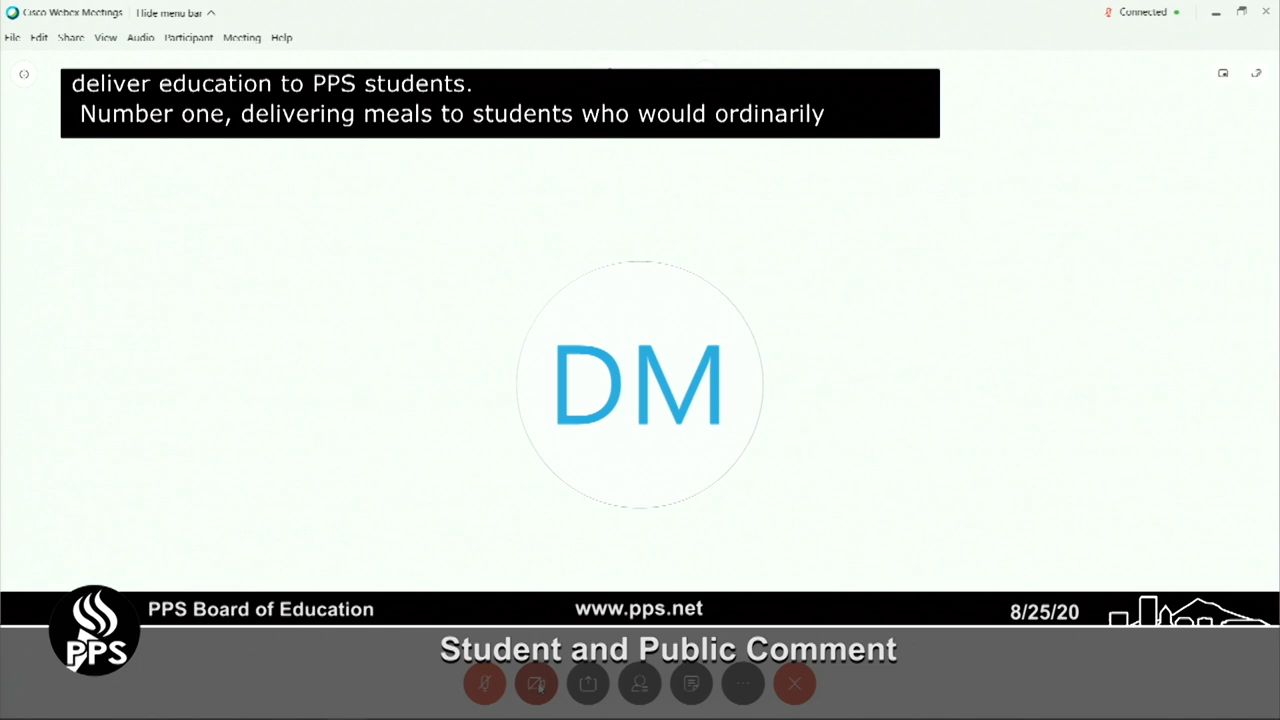 Cisco Webex Meetings
Hide menu bar
Connected
File Edit Share View Audio Participant Meeting Help
deliver education to PPS students.
Number one, delivering meals to students who would ordinarily
DM
PPS Board of Education
www.pps.net
8/25/20
PPS
Student and Public Comment